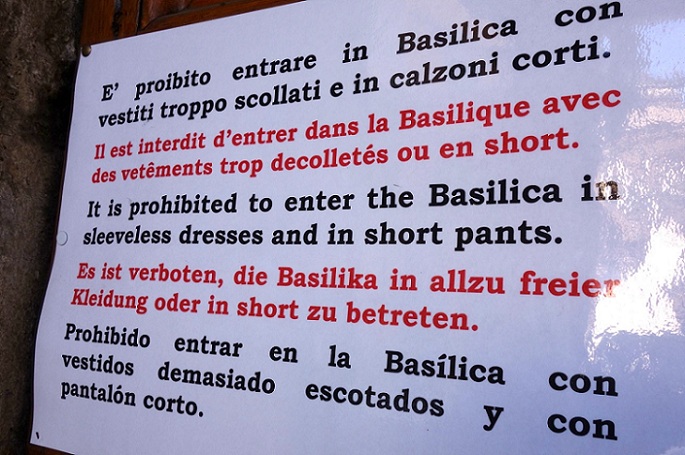 E' proibito entrare in Basilica con
vestiti troppo scollati e in calzoni corti.
Il est interdit d'entrer dans la Basilique avec
des vetêments trop decolletés ou en short.
It is prohibited to enter the Basilica in
sleeveless dresses and in short pants.
Es ist verboten, die Basilika in allzu freier
Kleidung oder in short zu betreten.
Prohibido entrar en la Basílica con
vestidos demasiado escotados y con
pantalón corto.